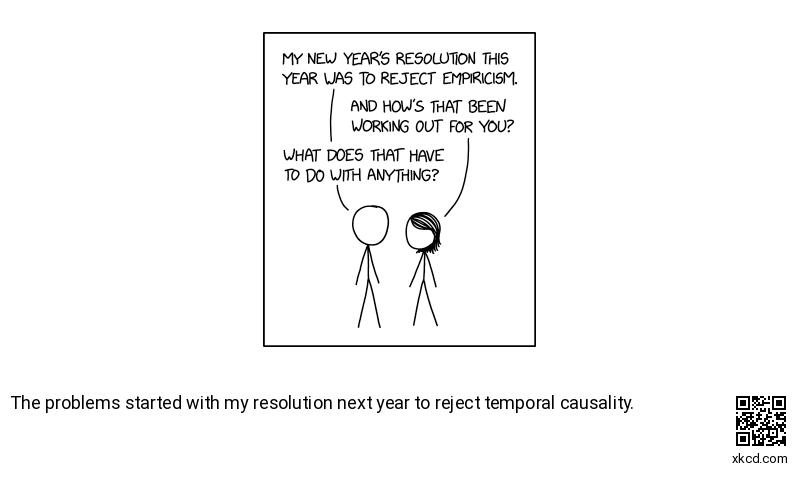 MY NEW YEAR'S RESOLUTION THIS
YEAR WAS TO REJECT EMPIRICISM.
AND HOW'S THAT BEEN
WORKING OUT FOR YOU?
WHAT DOES THAT HAVE
TO DO WITH ANYTHING?
The problems started with my resolution next year to reject temporal causality.
xkcd.com